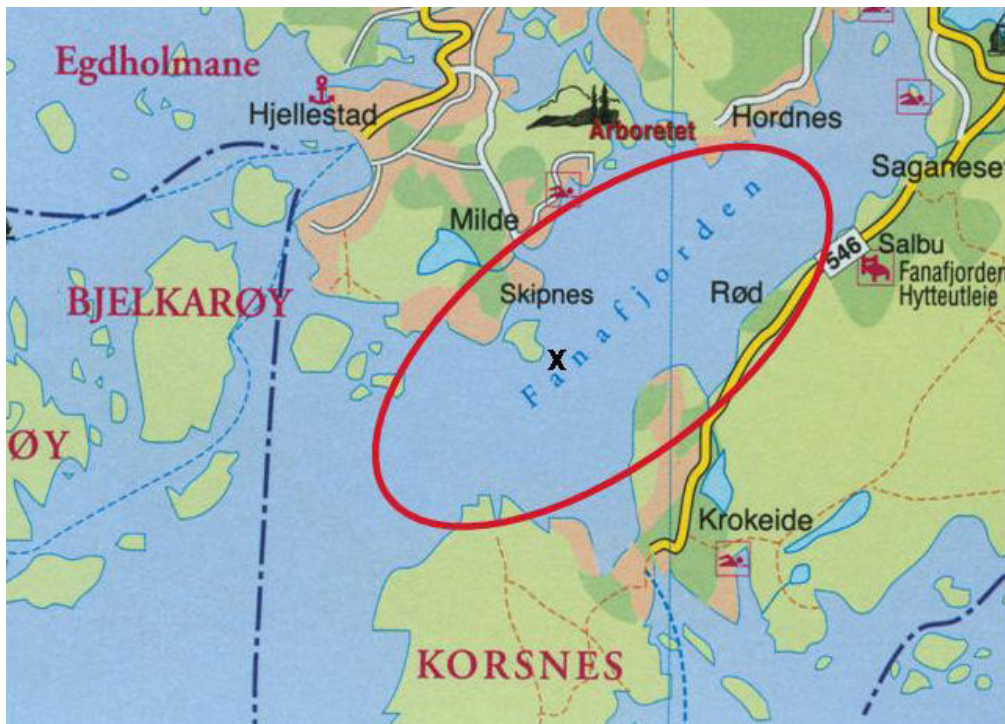 Egdholmane
Hjellestad
Arboretet
Hordnes
Saganeset
Milde
BJELKARØY
Skipnes
Rød
546
Salbu
Fanafjorden
Hytteutleie
Fanafjorden
X
ØY
Krokeide
KORSNES